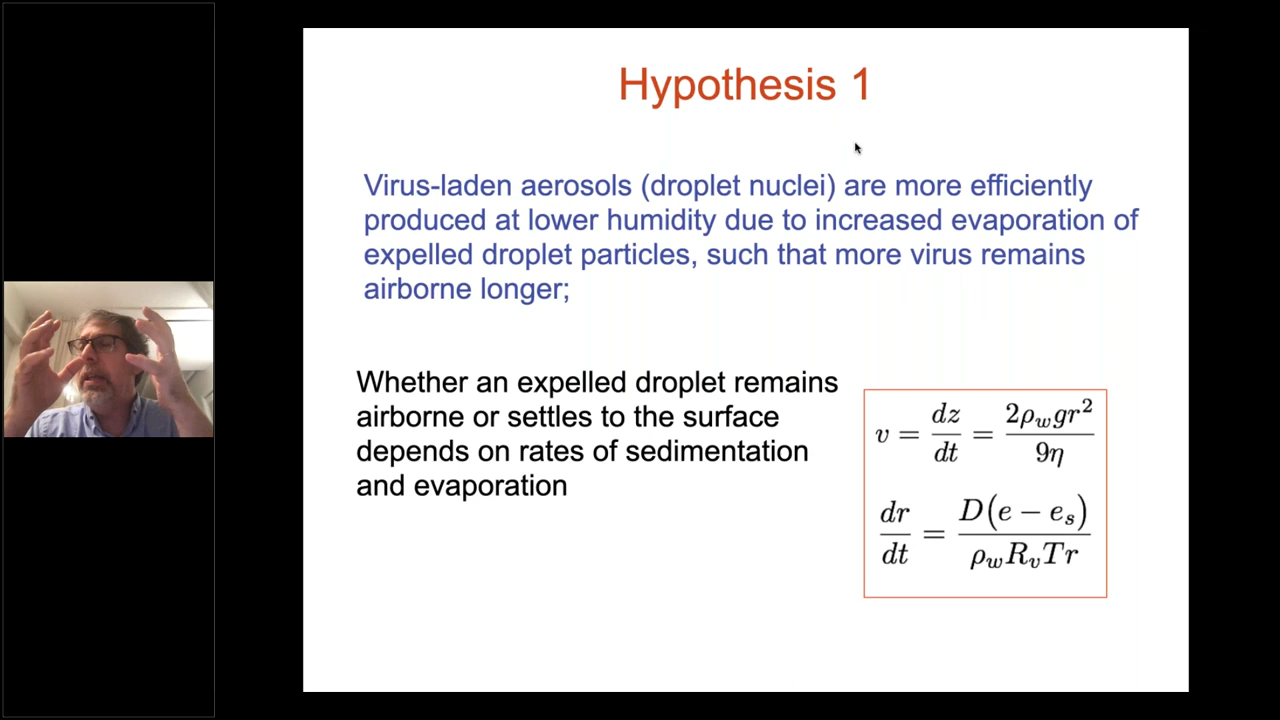 Hypothesis 1
Virus-laden aerosols (droplet nuclei) are more efficiently
produced at lower humidity due to increased evaporation of
expelled droplet particles, such that more virus remains
airborne longer;
Whether an expelled droplet remains
airborne or settles to the surface
depends on rates of sedimentation
and evaporation
v = dz/dt = 2ρ_w g r²/9η
dr/dt = D(e − e_s)/ρ_w R_v T r